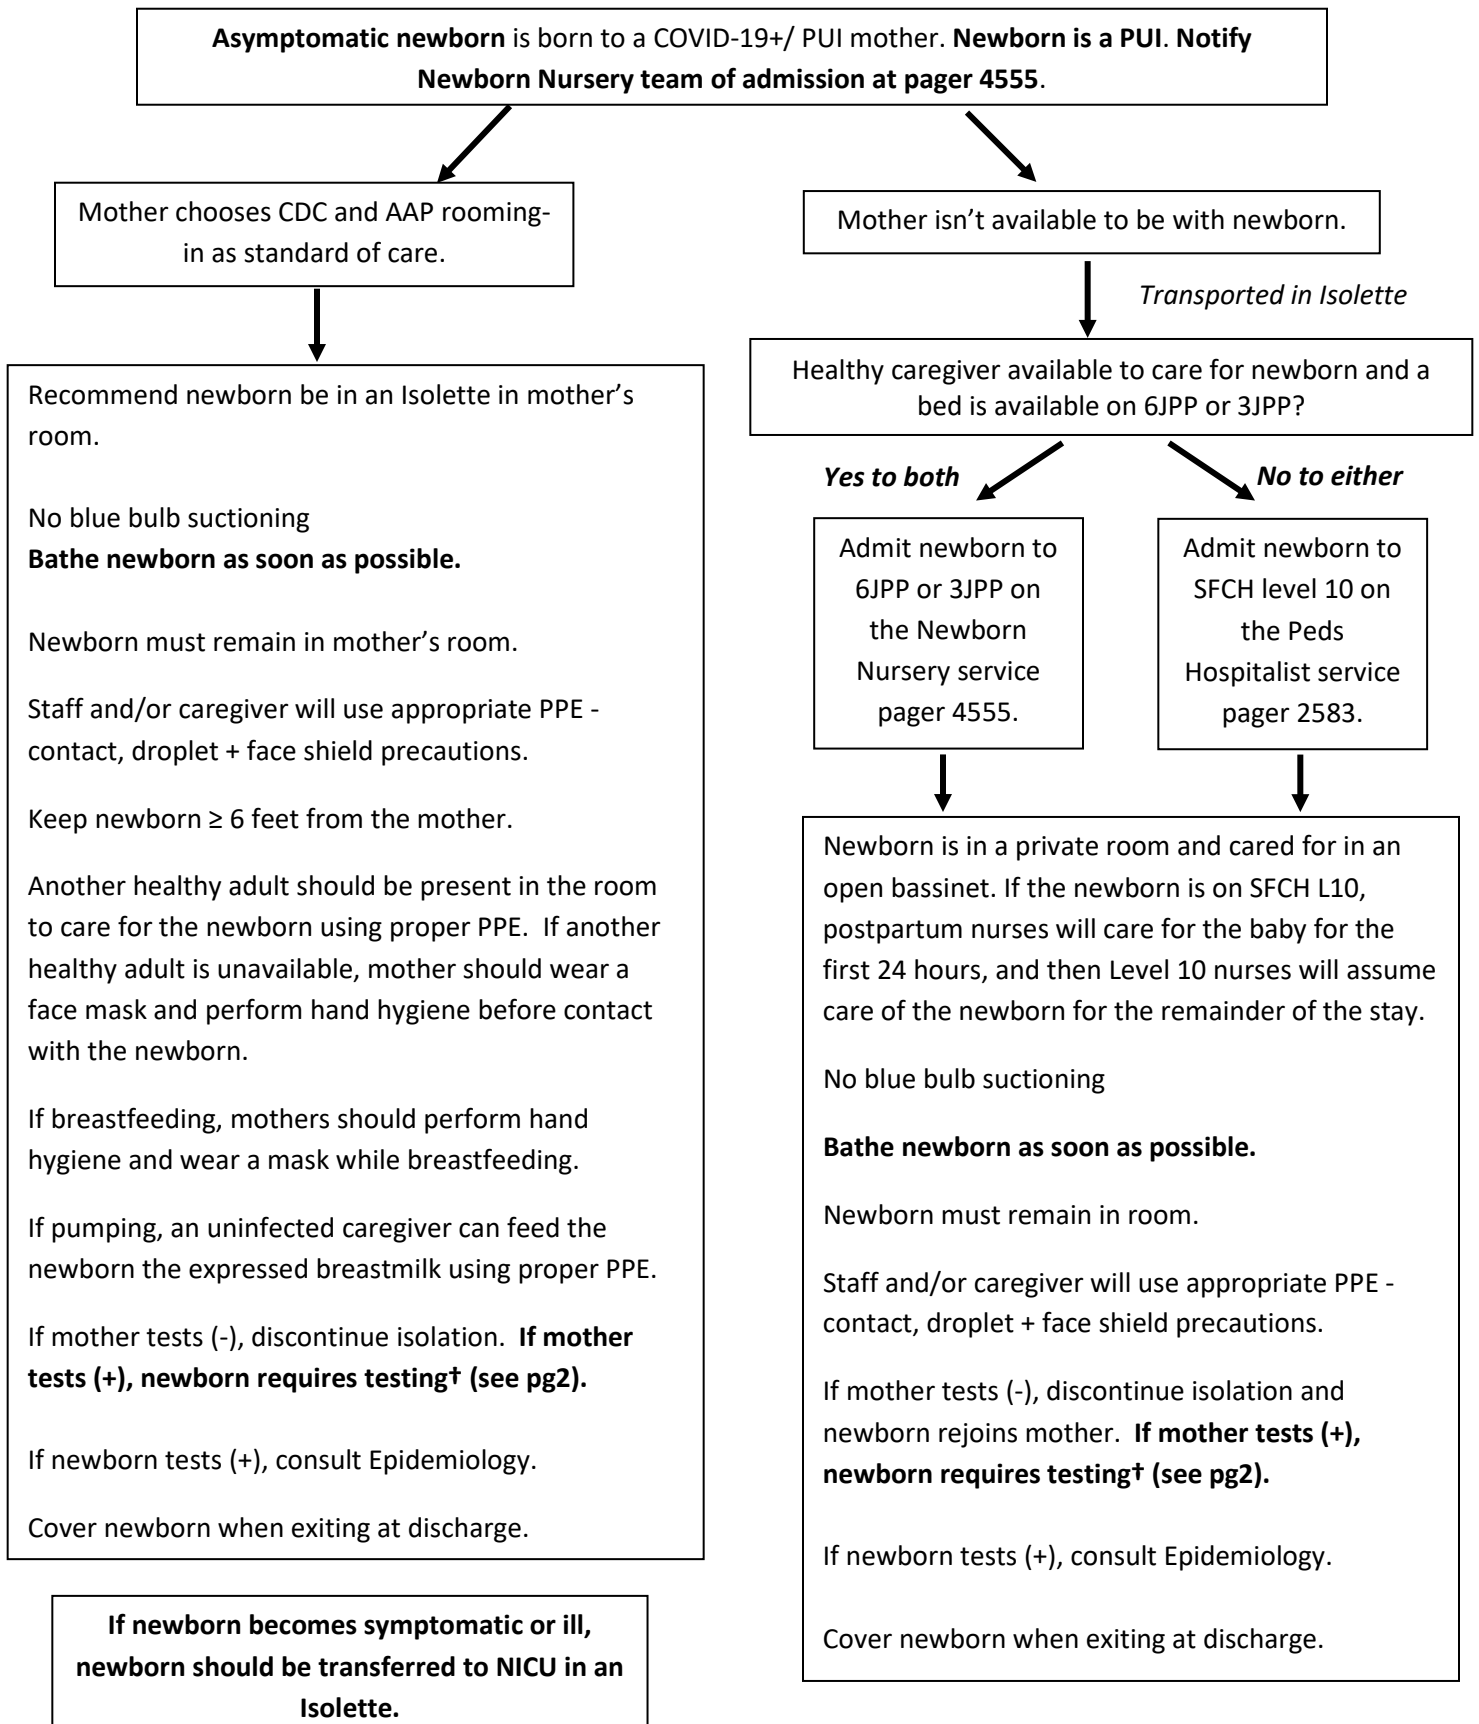 Asymptomatic newborn is born to a COVID-19+/ PUI mother. Newborn is a PUI. Notify
Newborn Nursery team of admission at pager 4555.
Mother chooses CDC and AAP rooming-
in as standard of care.
Recommend newborn be in an Isolette in mother’s
room.
No blue bulb suctioning
Bathe newborn as soon as possible.
Newborn must remain in mother’s room.
Staff and/or caregiver will use appropriate PPE -
contact, droplet + face shield precautions.
Keep newborn ≥ 6 feet from the mother.
Another healthy adult should be present in the room
to care for the newborn using proper PPE.  If another
healthy adult is unavailable, mother should wear a
face mask and perform hand hygiene before contact
with the newborn.
If breastfeeding, mothers should perform hand
hygiene and wear a mask while breastfeeding.
If pumping, an uninfected caregiver can feed the
newborn the expressed breastmilk using proper PPE.
If mother tests (-), discontinue isolation.  If mother
tests (+), newborn requires testing† (see pg2).
If newborn tests (+), consult Epidemiology.
Cover newborn when exiting at discharge.
If newborn becomes symptomatic or ill,
newborn should be transferred to NICU in an
Isolette.
Mother isn’t available to be with newborn.
Transported in Isolette
Healthy caregiver available to care for newborn and a
bed is available on 6JPP or 3JPP?
Yes to both
No to either
Admit newborn to
6JPP or 3JPP on
the Newborn
Nursery service
pager 4555.
Admit newborn to
SFCH level 10 on
the Peds
Hospitalist service
pager 2583.
Newborn is in a private room and cared for in an
open bassinet. If the newborn is on SFCH L10,
postpartum nurses will care for the baby for the
first 24 hours, and then Level 10 nurses will assume
care of the newborn for the remainder of the stay.
No blue bulb suctioning
Bathe newborn as soon as possible.
Newborn must remain in room.
Staff and/or caregiver will use appropriate PPE -
contact, droplet + face shield precautions.
If mother tests (-), discontinue isolation and
newborn rejoins mother.  If mother tests (+),
newborn requires testing† (see pg2).
If newborn tests (+), consult Epidemiology.
Cover newborn when exiting at discharge.